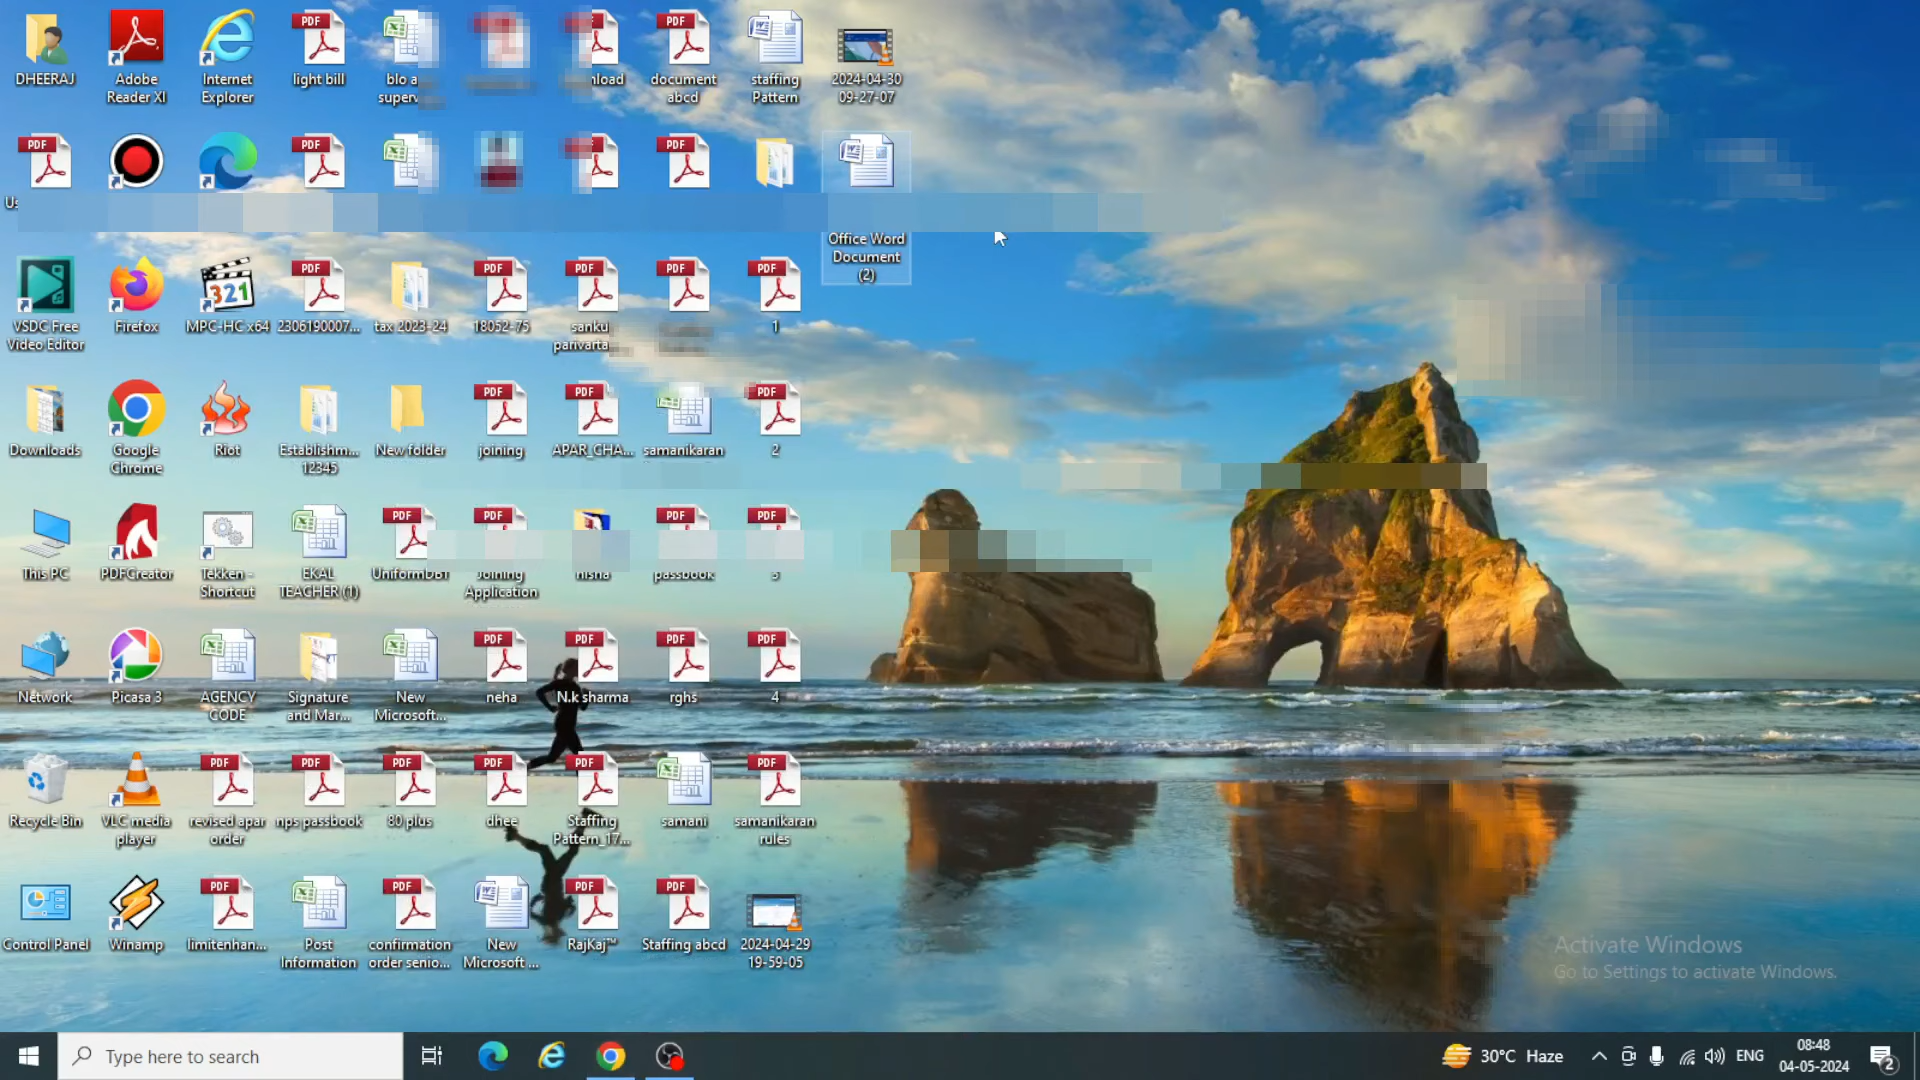 DHEERAJ
Adobe
Reader XI
Internet
Explorer
light bill
blo a
superv
nload
document
abcd
staffing
Pattern
2024-04-30
09-27-07
Office Word
Document
(2)
VSDC Free
Video Editor
Firefox
MPC-HC x64
2306190007...
tax 2023-24
18052-75
sanku
parivarta
1
Downloads
Google
Chrome
Riot
Establishm...
12345
New folder
joining
APAR_CHA...
samanikaran
2
This PC
PDFCreator
Tekken -
Shortcut
EKAL
TEACHER (1)
UniformDBT
Joining
Application
nisha
passbook
3
Network
Picasa 3
AGENCY
CODE
Signature
and Mar...
New
Microsoft...
neha
N.k sharma
rghs
4
Recycle Bin
VLC media
player
revised apar
order
nps passbook
80 plus
dhee
Staffing
Pattern_17...
samani
samanikaran
rules
Control Panel
Winamp
limitenhan...
Post
Information
confirmation
order senio...
New
Microsoft ...
RajKaj™
Staffing abcd
2024-04-29
19-59-05
Activate Windows
Go to Settings to activate Windows.
Type here to search
30°C Haze
ENG
08:48
04-05-2024
2